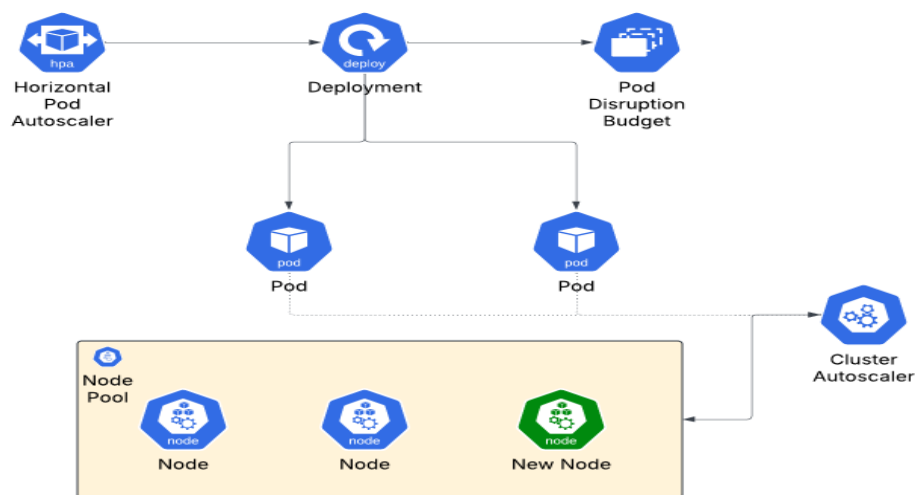 hpa
Horizontal
Pod
Autoscaler
deploy
Deployment
Pod
Disruption
Budget
pod
Pod
pod
Pod
Cluster
Autoscaler
Node
Pool
node
Node
node
Node
node
New Node